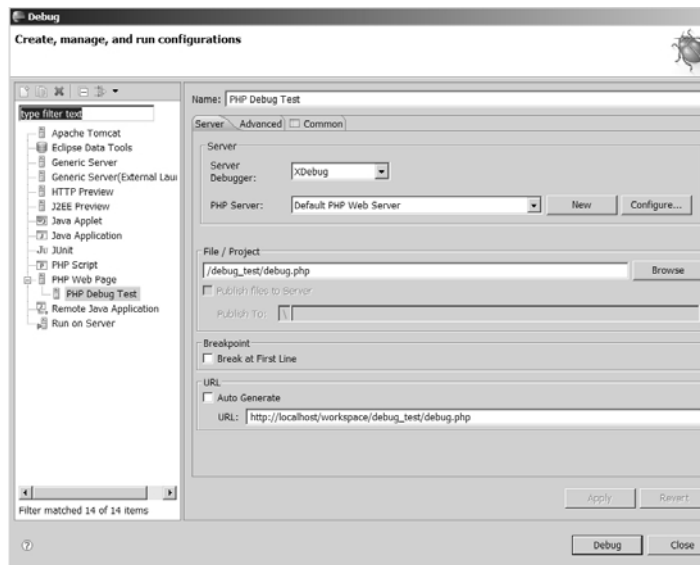 Debug
Create, manage, and run configurations
type filter text
Apache Tomcat
Eclipse Data Tools
Generic Server
Generic Server(External Lau
HTTP Preview
J2EE Preview
Java Applet
Java Application
JUnit
PHP Script
PHP Web Page
PHP Debug Test
Remote Java Application
Run on Server
Filter matched 14 of 14 items
Name: PHP Debug Test
Server Advanced Common
Server
Server Debugger: XDebug
PHP Server: Default PHP Web Server New Configure...
File / Project
/debug_test/debug.php Browse
Publish files to Server
Publish To: \
Breakpoint
Break at First Line
URL
Auto Generate
URL: http://localhost/workspace/debug_test/debug.php
Apply Revert
Debug Close